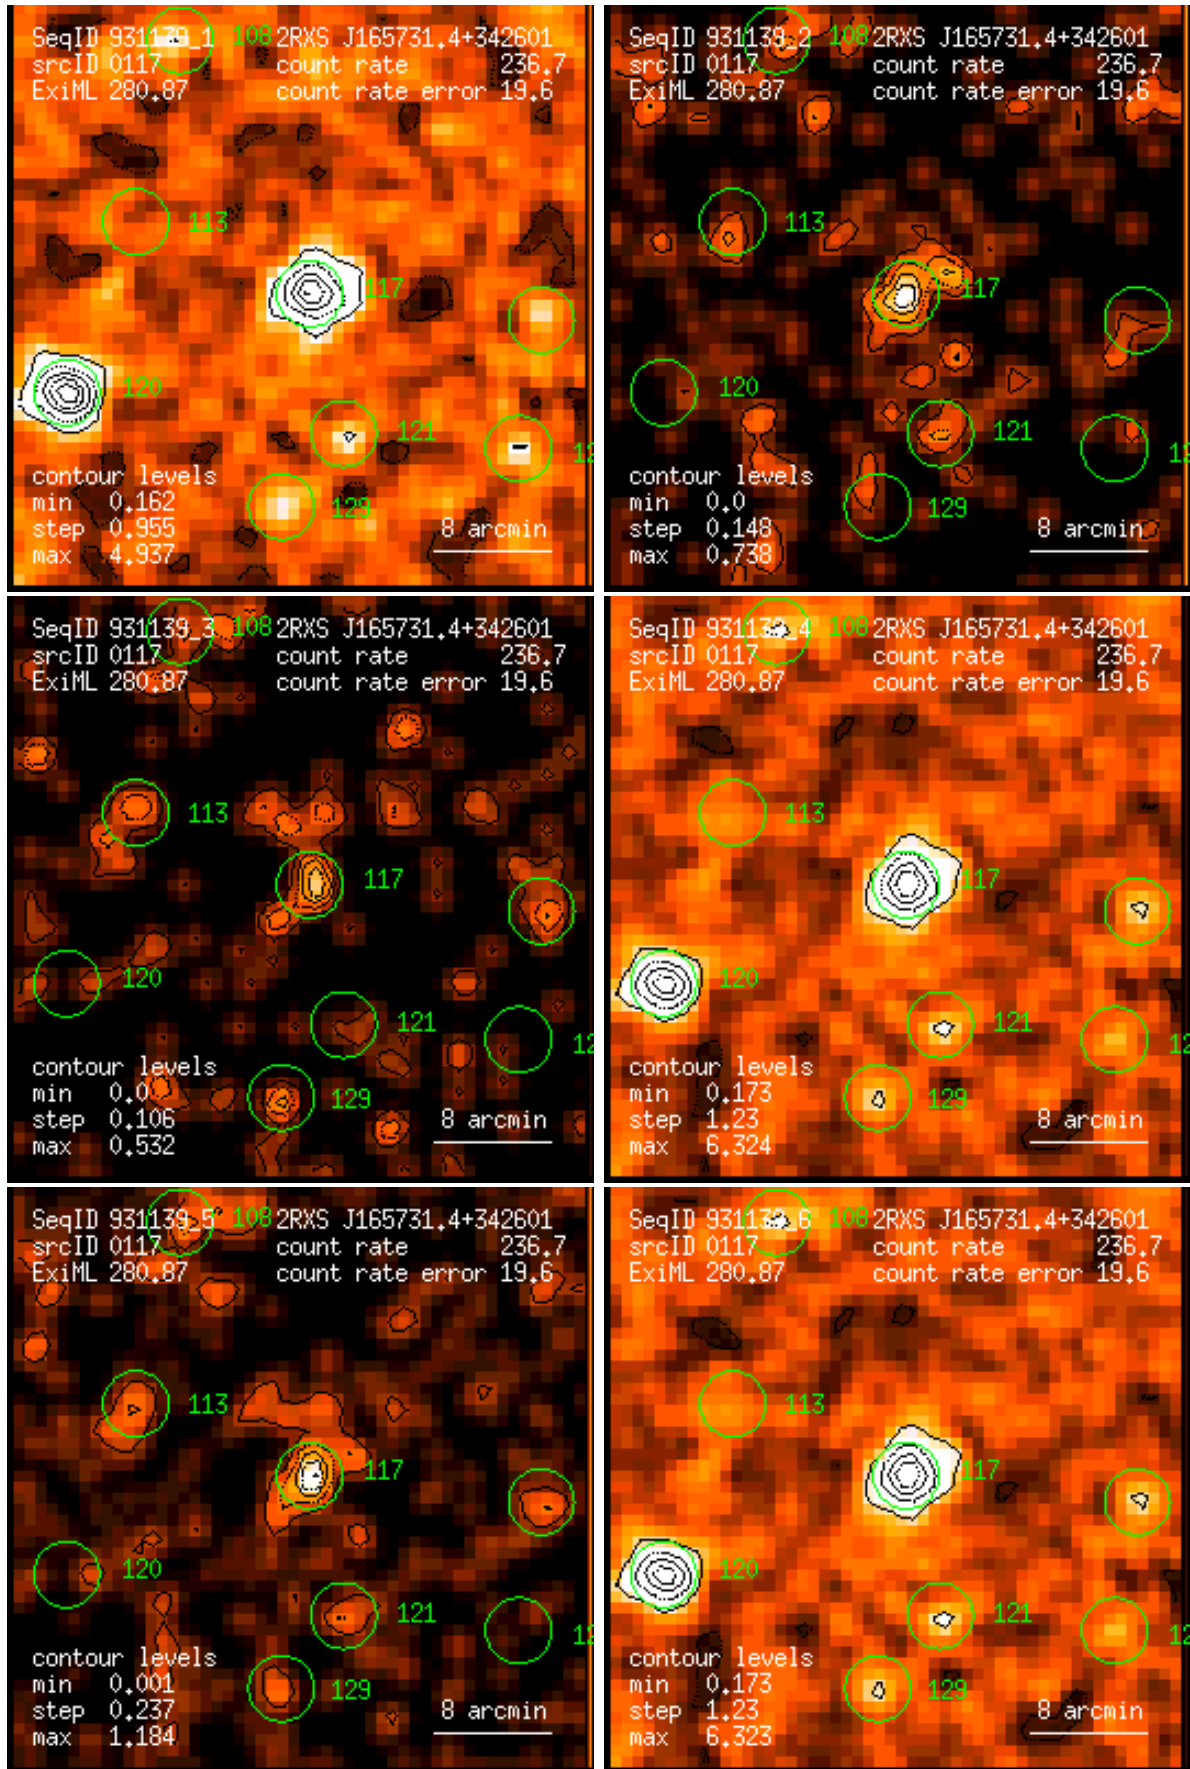 SeqID 931139_1 108 2RXS J165731.4+342601
srcID 0117 count rate 236.7
ExiML 280.87 count rate error 19.6
113
117
120
121
12
contour levels
min 0.162
129
step 0.955 8 arcmin
max 4.937
SeqID 931139_2 108 2RXS J165731.4+342601
srcID 0117 count rate 236.7
ExiML 280.87 count rate error 19.6
113
117
120
121
12
contour levels
min 0.0
129
step 0.148 8 arcmin
max 0.738
SeqID 931139_3 108 2RXS J165731.4+342601
srcID 0117 count rate 236.7
ExiML 280.87 count rate error 19.6
113
117
120
121
12
contour levels
min 0.0
129
step 0.106 8 arcmin
max 0.532
SeqID 931139_4 108 2RXS J165731.4+342601
srcID 0117 count rate 236.7
ExiML 280.87 count rate error 19.6
113
117
120
121
12
contour levels
min 0.173
129
step 1.23 8 arcmin
max 6.324
SeqID 931139_5 108 2RXS J165731.4+342601
srcID 0117 count rate 236.7
ExiML 280.87 count rate error 19.6
113
117
120
121
12
contour levels
min 0.001
129
step 0.237 8 arcmin
max 1.184
SeqID 931139_6 108 2RXS J165731.4+342601
srcID 0117 count rate 236.7
ExiML 280.87 count rate error 19.6
113
117
120
121
12
contour levels
min 0.173
129
step 1.23 8 arcmin
max 6.323